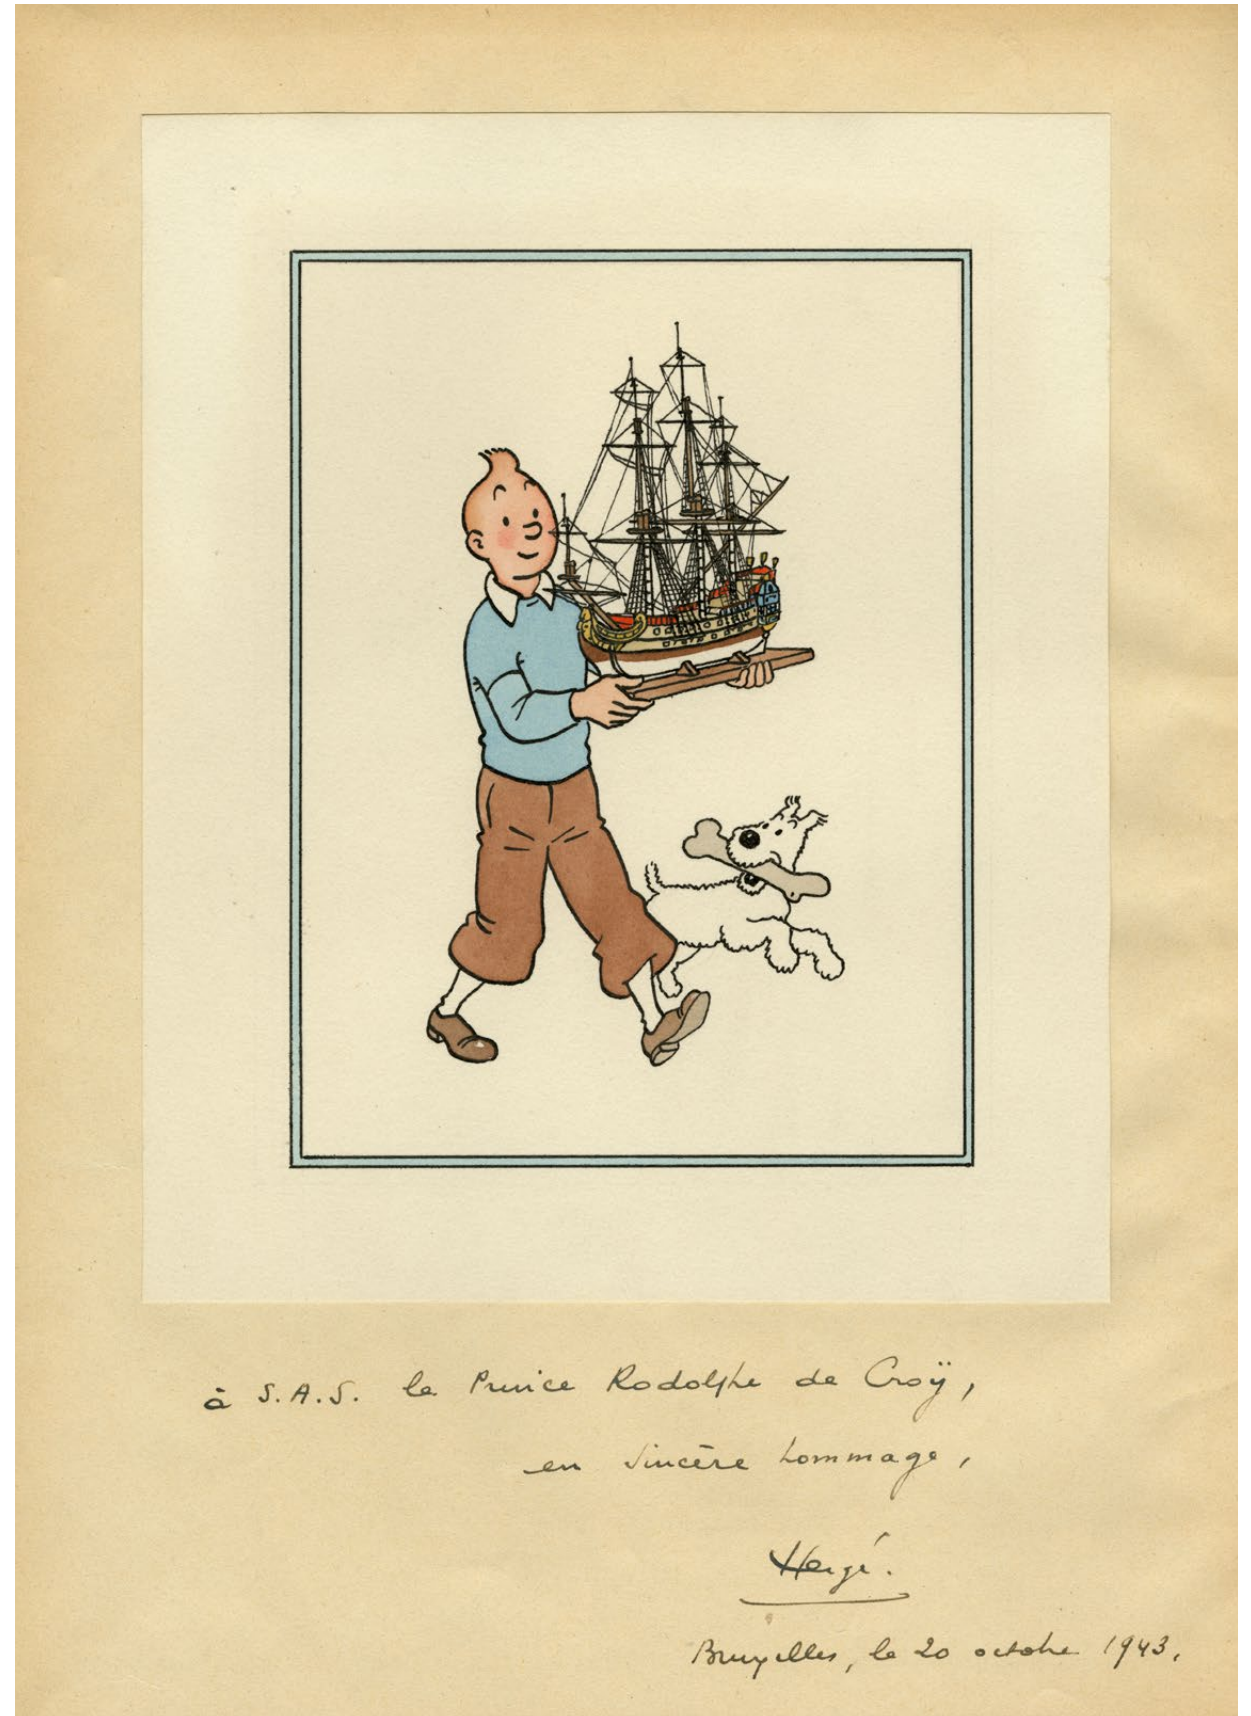 à S.A.S. le Prince Rodolphe de Croÿ,
en sincère hommage,
Hergé.
Bruxelles, le 20 octobre 1943.